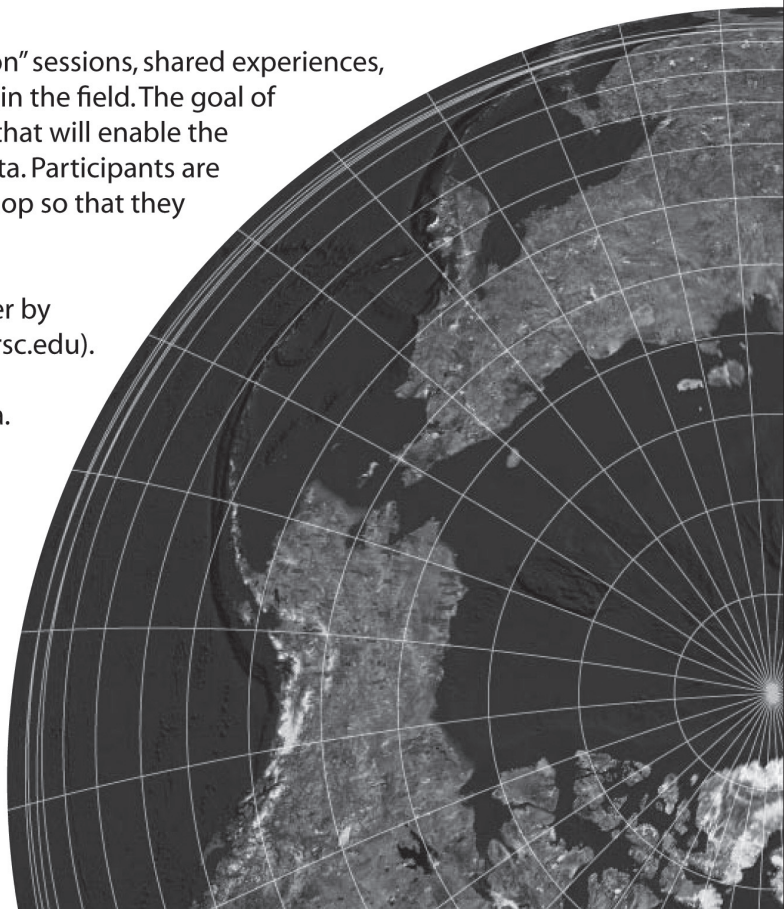 on” sessions, shared experiences,
in the field. The goal of
that will enable the
ta. Participants are
op so that they
er by
rsc.edu).
.